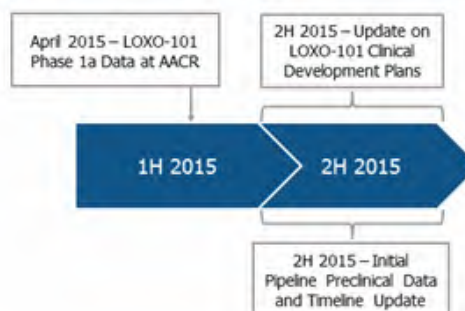 April 2015 – LOXO-101
Phase 1a Data at AACR
2H 2015 – Update on
LOXO-101 Clinical
Development Plans
1H 2015
2H 2015
2H 2015 – Initial
Pipeline Preclinical Data
and Timeline Update